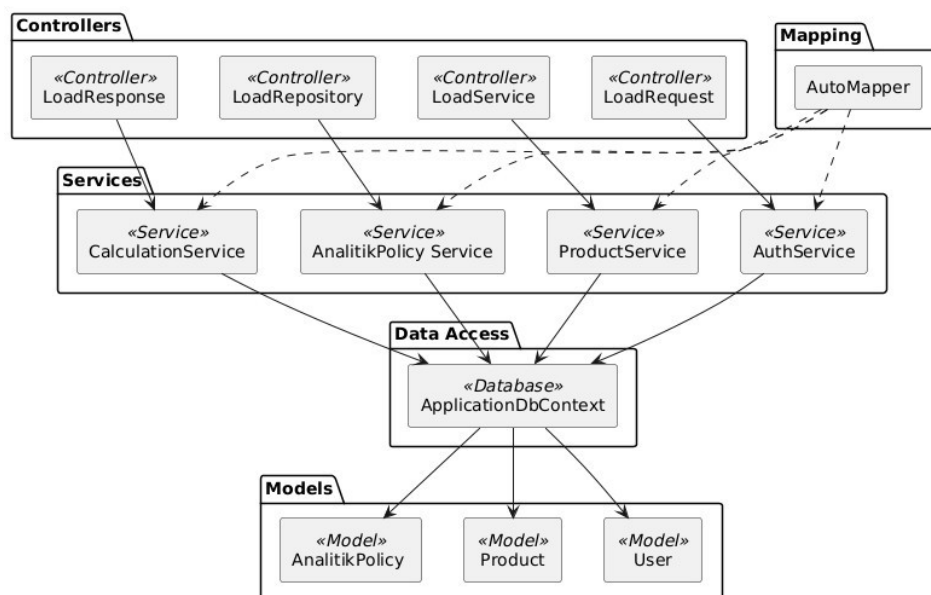 Controllers
Mapping
«Controller»
LoadResponse
«Controller»
LoadRepository
«Controller»
LoadService
«Controller»
LoadRequest
AutoMapper
Services
«Service»
CalculationService
«Service»
AnalitikPolicy Service
«Service»
ProductService
«Service»
AuthService
Data Access
«Database»
ApplicationDbContext
Models
«Model»
AnalitikPolicy
«Model»
Product
«Model»
User